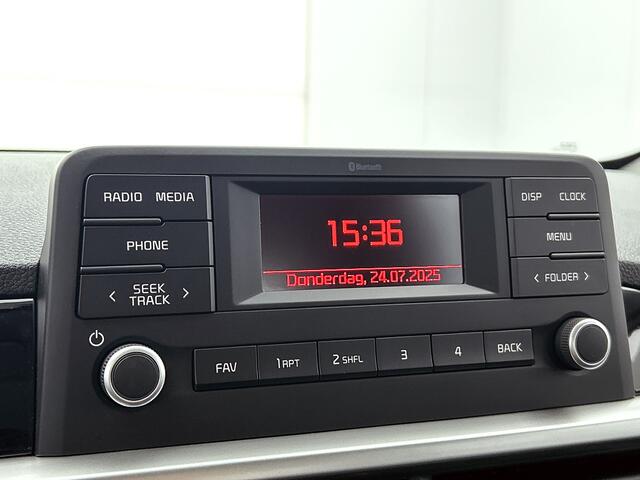 Bluetooth
RADIO MEDIA
PHONE
< SEEK TRACK >
15:36
Donderdag, 24.07.2025
DISP CLOCK
MENU
< FOLDER >
FAV
1 RPT
2 SHFL
3
4
BACK